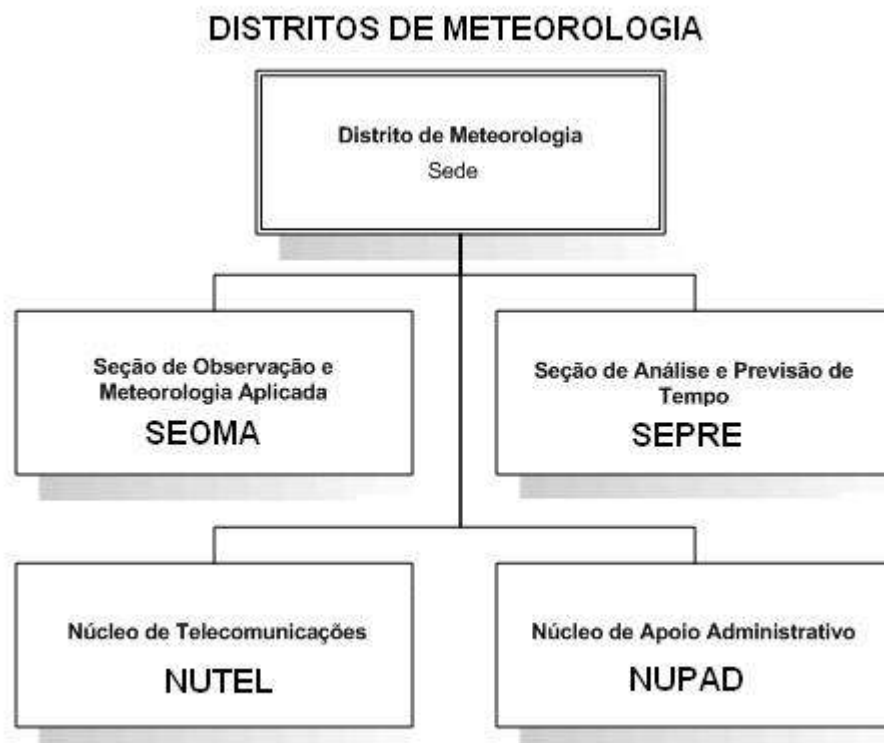 DISTRITOS DE METEOROLOGIA
Distrito de Meteorologia
Sede
Seção de Observação e
Meteorologia Aplicada
SEOMA
Seção de Análise e Previsão de
Tempo
SEPRE
Núcleo de Telecomunicações
NUTEL
Núcleo de Apoio Administrativo
NUPAD